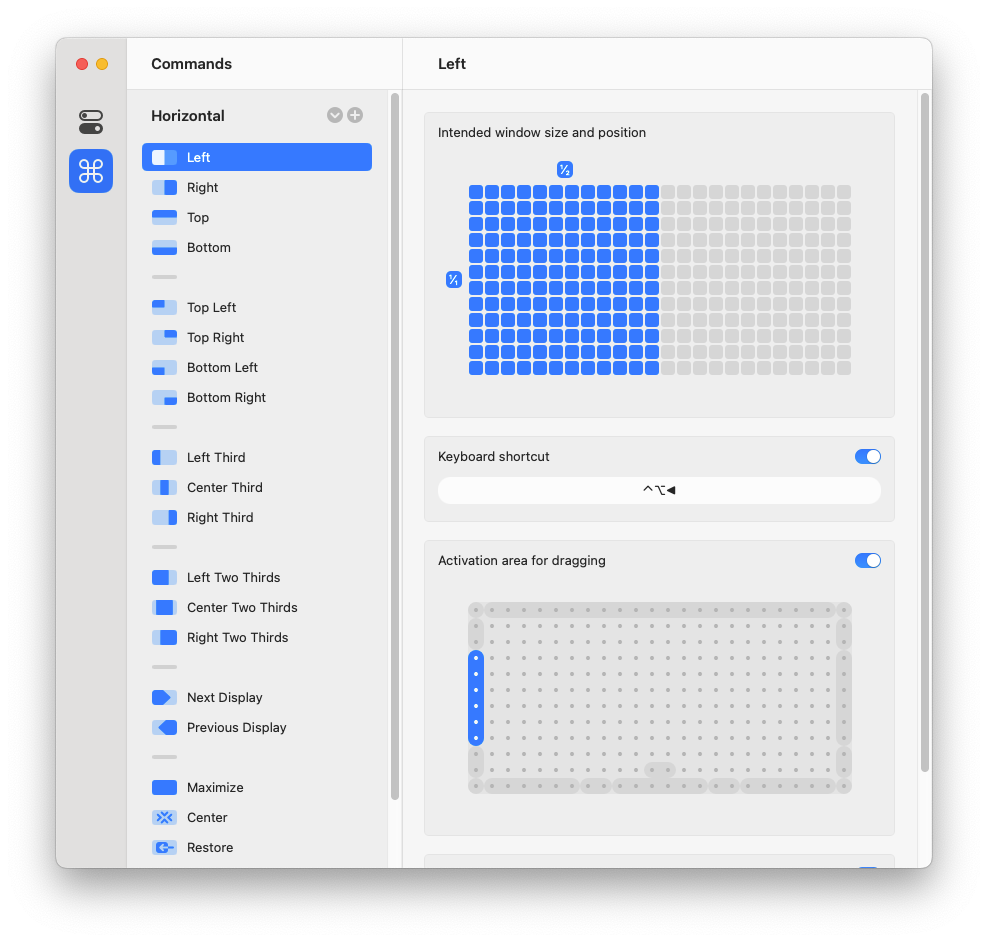 Commands
Left
Horizontal
Left
Right
Top
Bottom
Top Left
Top Right
Bottom Left
Bottom Right
Left Third
Center Third
Right Third
Left Two Thirds
Center Two Thirds
Right Two Thirds
Next Display
Previous Display
Maximize
Center
Restore
Intended window size and position
½
1/1
Keyboard shortcut
^⌥◀
Activation area for dragging